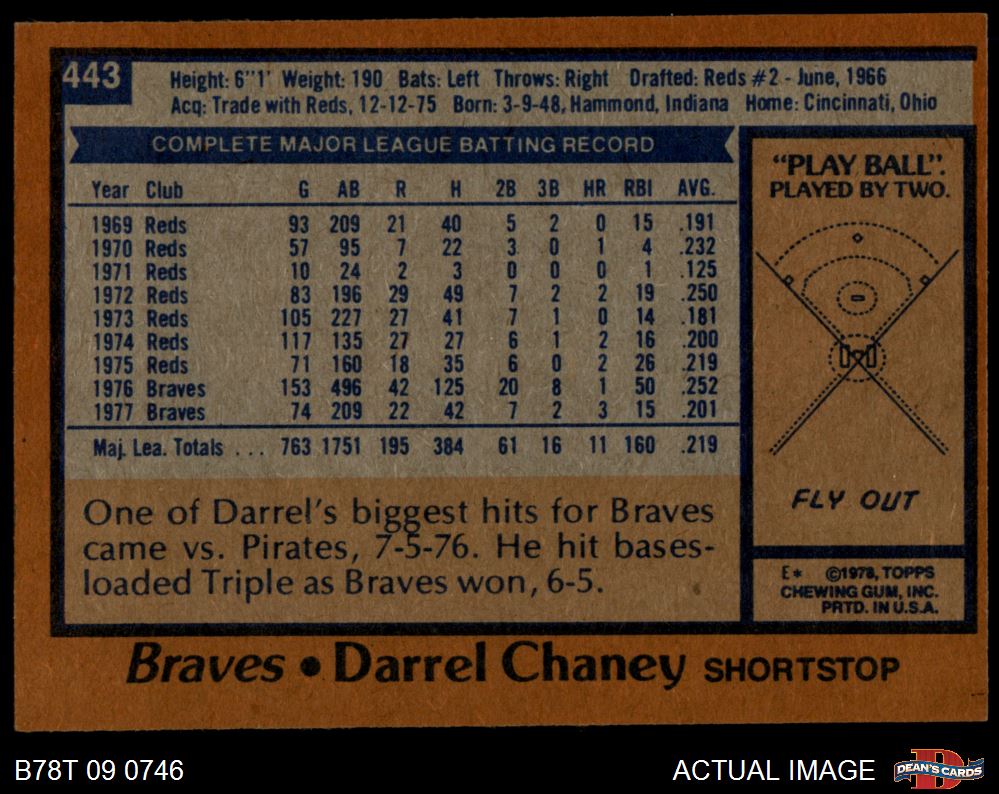 443
Height: 6"1' Weight: 190 Bats: Left Throws: Right Drafted: Reds #2 - June, 1966
Acq: Trade with Reds, 12-12-75 Born: 3-9-48, Hammond, Indiana Home: Cincinnati, Ohio
COMPLETE MAJOR LEAGUE BATTING RECORD
Year Club G AB R H 2B 3B HR RBI AVG.
1969 Reds 93 209 21 40 5 2 0 15 .191
1970 Reds 57 95 7 22 3 0 1 4 .232
1971 Reds 10 24 2 3 0 0 0 1 .125
1972 Reds 83 196 29 49 7 2 2 19 .250
1973 Reds 105 227 27 41 7 1 0 14 .181
1974 Reds 117 135 27 27 6 1 2 16 .200
1975 Reds 71 160 18 35 6 0 2 26 .219
1976 Braves 153 496 42 125 20 8 1 50 .252
1977 Braves 74 209 22 42 7 2 3 15 .201
Maj. Lea. Totals . . . 763 1751 195 384 61 16 11 160 .219
One of Darrel's biggest hits for Braves
came vs. Pirates, 7-5-76. He hit bases-
loaded Triple as Braves won, 6-5.
"PLAY BALL".
PLAYED BY TWO.
FLY OUT
E* ©1978, TOPPS
CHEWING GUM, INC.
PRTD. IN U.S.A.
Braves • Darrel Chaney SHORTSTOP
B78T 09 0746
ACTUAL IMAGE
DEAN'S CARDS